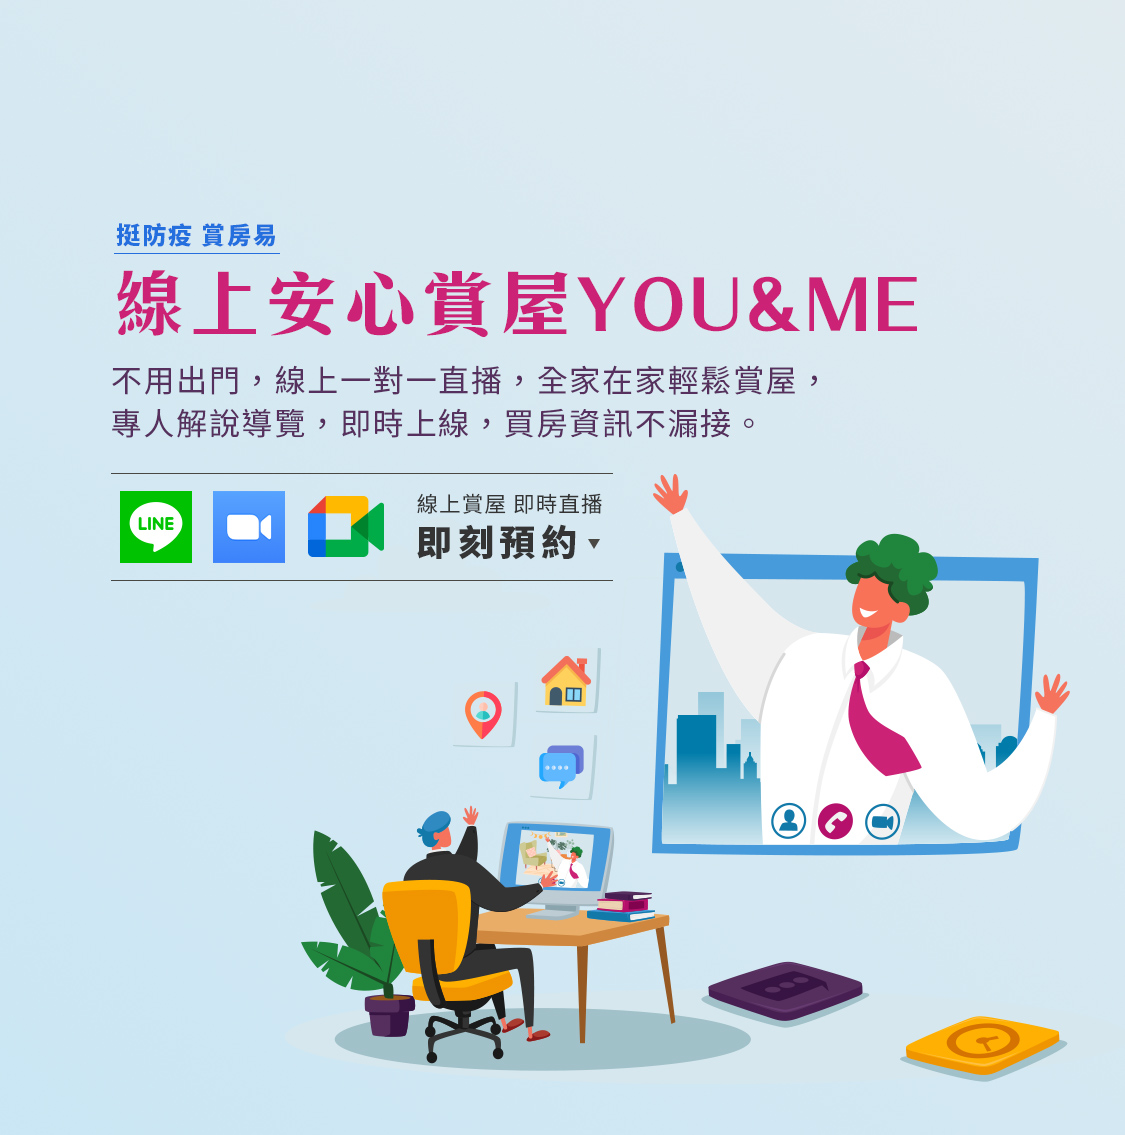 挺防疫 賞房易
線上安心賞屋YOU&ME
不用出門，線上一對一直播，全家在家輕鬆賞屋，
專人解說導覽，即時上線，買房資訊不漏接。
LINE
線上賞屋 即時直播
即刻預約